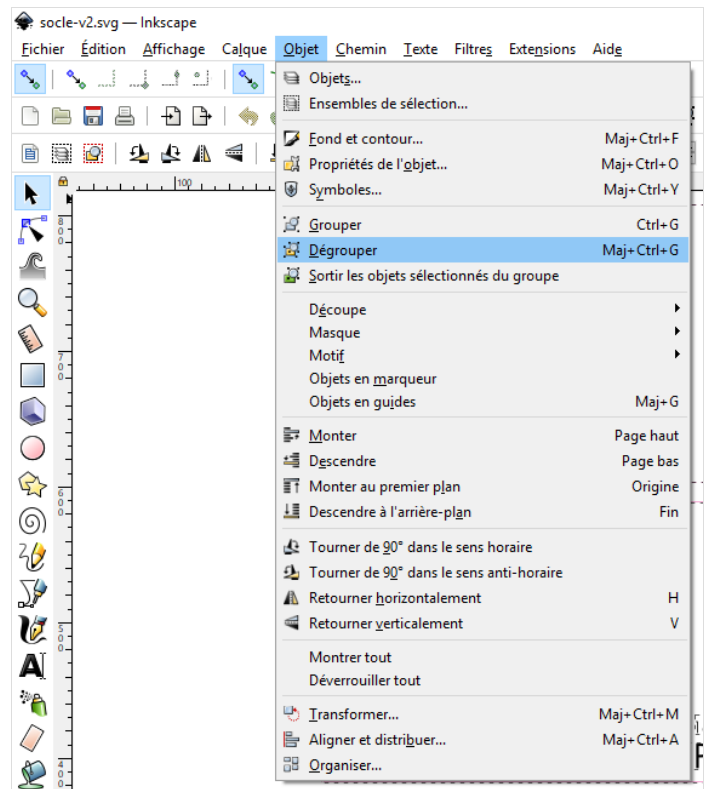 socle-v2.svg — Inkscape
Fichier Édition Affichage Calque Objet Chemin Texte Filtres Extensions Aide
Objets...
Ensembles de sélection...
Fond et contour... Maj+Ctrl+F
Propriétés de l'objet... Maj+Ctrl+O
Symboles... Maj+Ctrl+Y
100
Grouper Ctrl+G
800
Dégrouper Maj+Ctrl+G
Sortir les objets sélectionnés du groupe
Découpe
Masque
Motif
700
Objets en marqueur
Objets en guides Maj+G
Monter Page haut
Descendre Page bas
Monter au premier plan Origine
600
Descendre à l'arrière-plan Fin
Tourner de 90° dans le sens horaire
Tourner de 90° dans le sens anti-horaire
Retourner horizontalement H
Retourner verticalement V
500
Montrer tout
Déverrouiller tout
Transformer... Maj+Ctrl+M
Aligner et distribuer... Maj+Ctrl+A
Organiser...
400